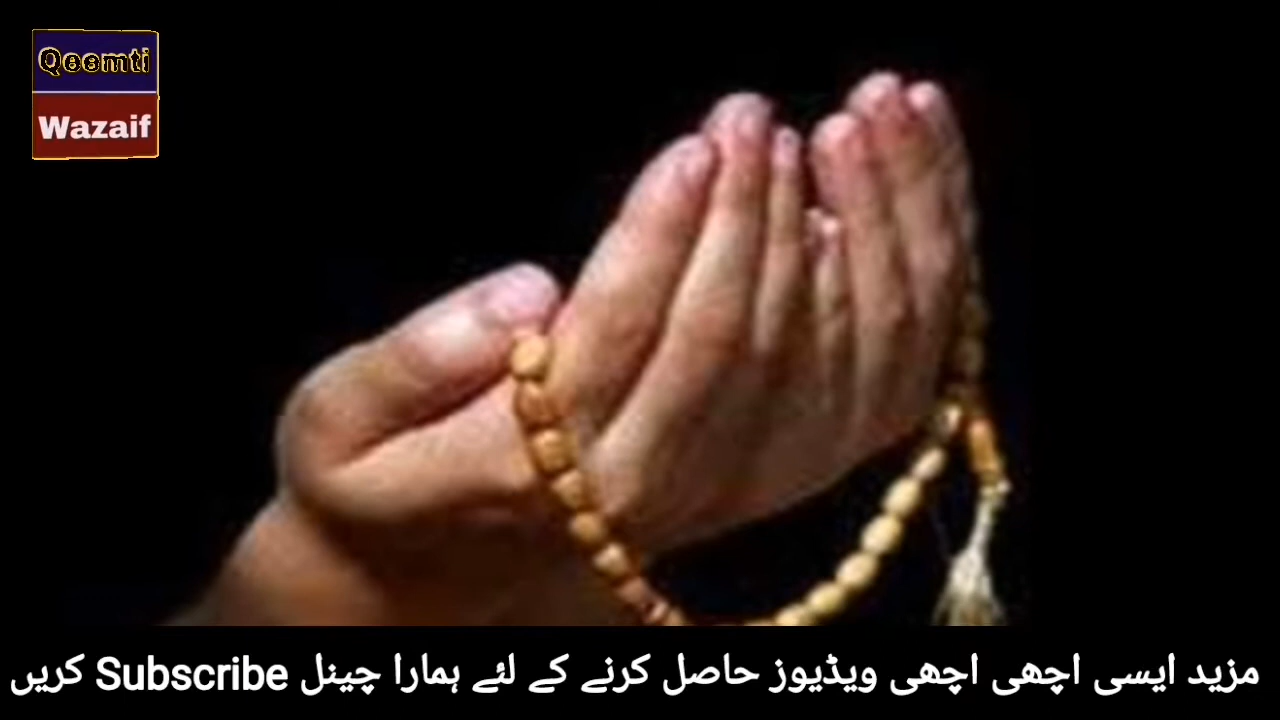 Qeemti
Wazaif
مزید ایسی اچھی اچھی ویڈیوز حاصل کرنے کے لئے ہمارا چینل Subscribe کریں